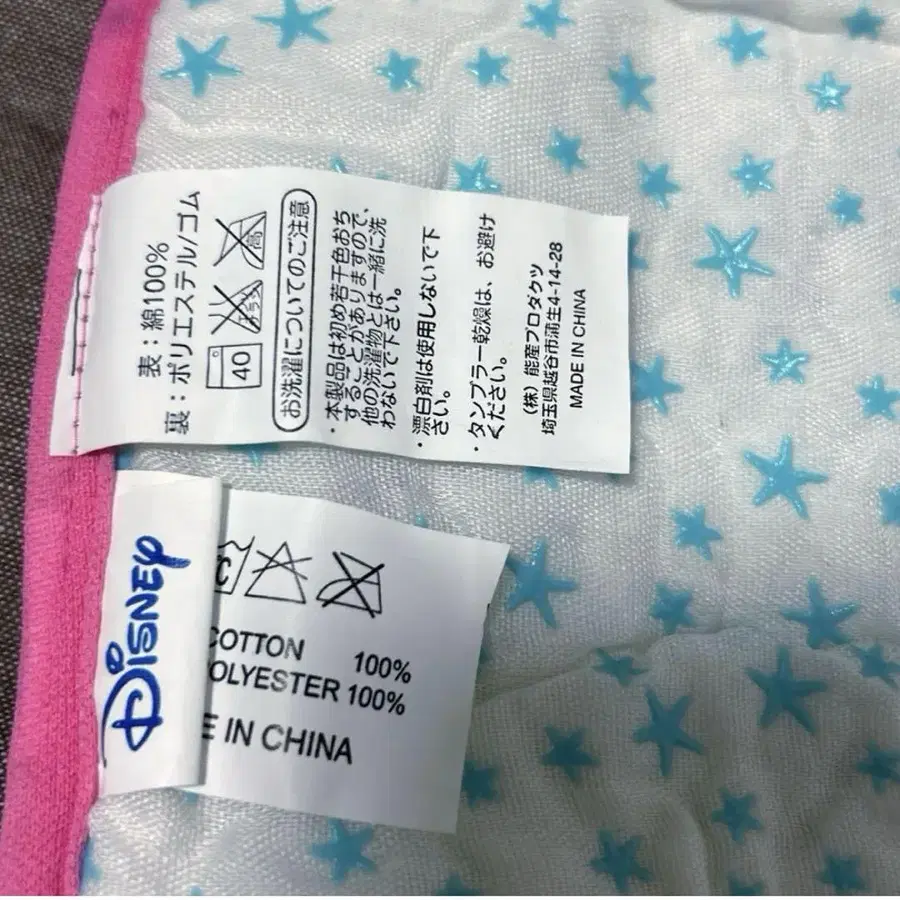 表：綿100%
裏：ポリエステル/ゴム
40
高
お洗濯についてのご注意
・本製品は初め若干色おち
することがありますので、
他の洗濯物とは一緒に洗
わないで下さい。
・漂白剤は使用しないで下
さい。
・タンブラー乾燥は、お避け
ください。
(株) 能産プロダクツ
埼玉県越谷市蒲生4-14-28
MADE IN CHINA
DISNEY
C
COTTON 100%
OLYESTER 100%
E IN CHINA